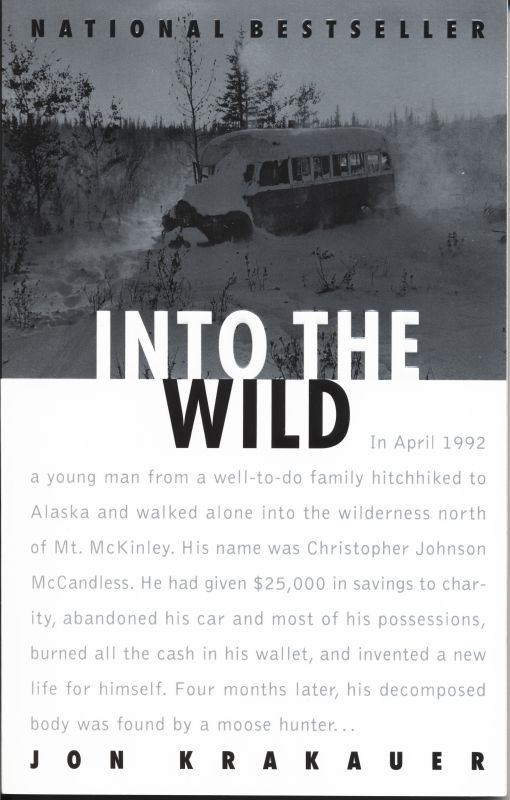 NATIONAL BESTSELLER
INTO THE
WILD
In April 1992
a young man from a well-to-do family hitchhiked to
Alaska and walked alone into the wilderness north
of Mt. McKinley. His name was Christopher Johnson
McCandless. He had given $25,000 in savings to char-
ity, abandoned his car and most of his possessions,
burned all the cash in his wallet, and invented a new
life for himself. Four months later, his decomposed
body was found by a moose hunter...
JON KRAKAUER